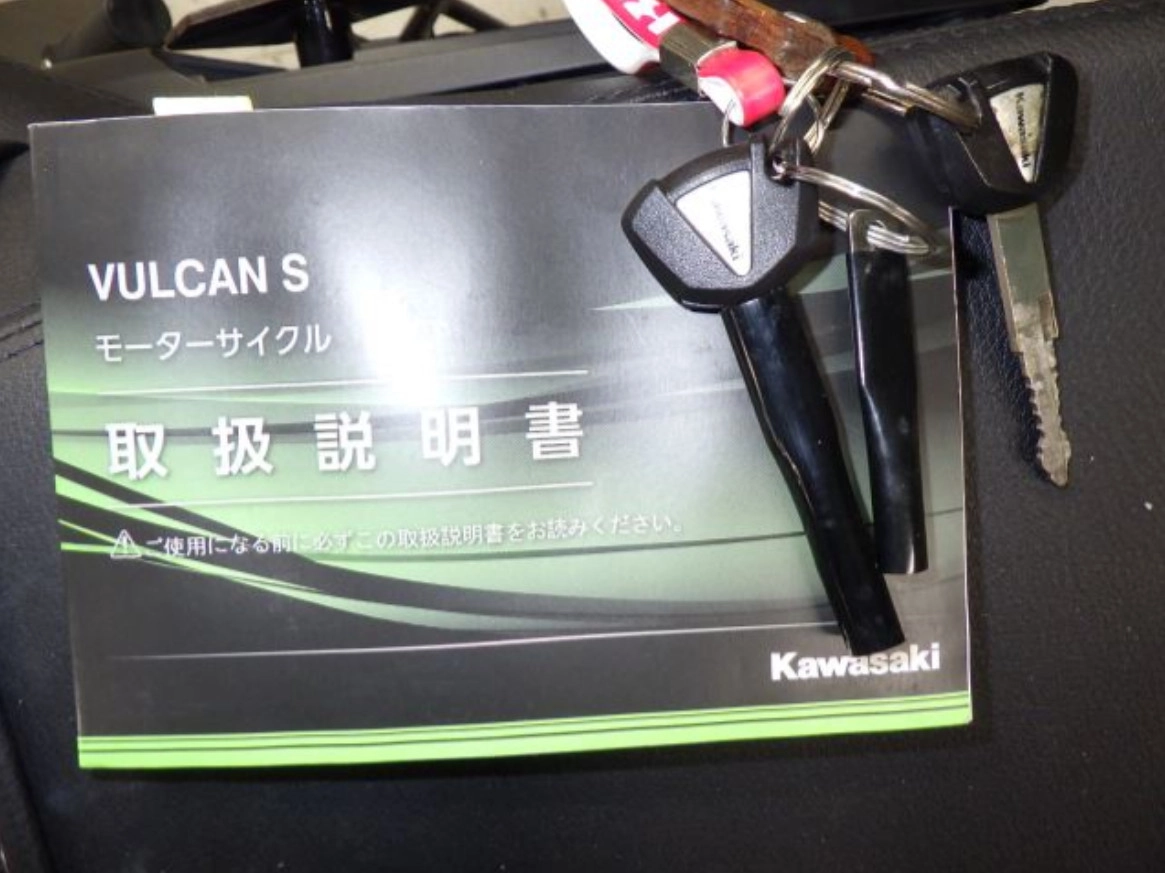 VULCAN S
モーターサイクル
取扱説明書
⚠ご使用になる前に必ずこの取扱説明書をお読みください。
Kawasaki
Kawasaki
Kawasaki